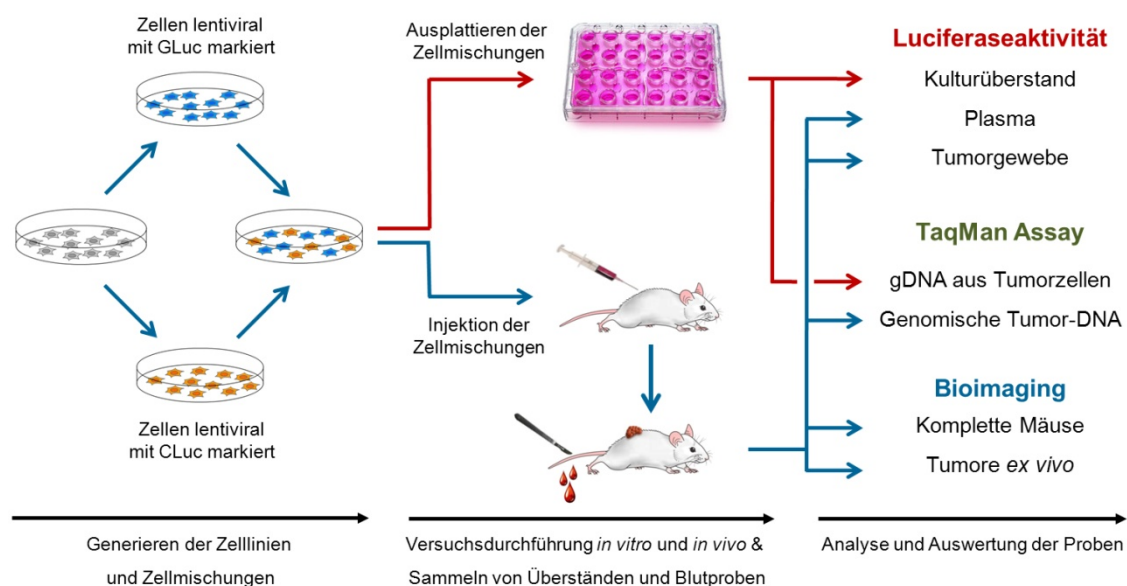 Zellen lentiviral
mit GLuc markiert
Zellen lentiviral
mit CLuc markiert
Ausplattieren der
Zellmischungen
Injektion der
Zellmischungen
Luciferaseaktivität
Kulturüberstand
Plasma
Tumorgewebe
TaqMan Assay
gDNA aus Tumorzellen
Genomische Tumor-DNA
Bioimaging
Komplette Mäuse
Tumore ex vivo
Generieren der Zelllinien
und Zellmischungen
Versuchsdurchführung in vitro und in vivo &
Sammeln von Überständen und Blutproben
Analyse und Auswertung der Proben